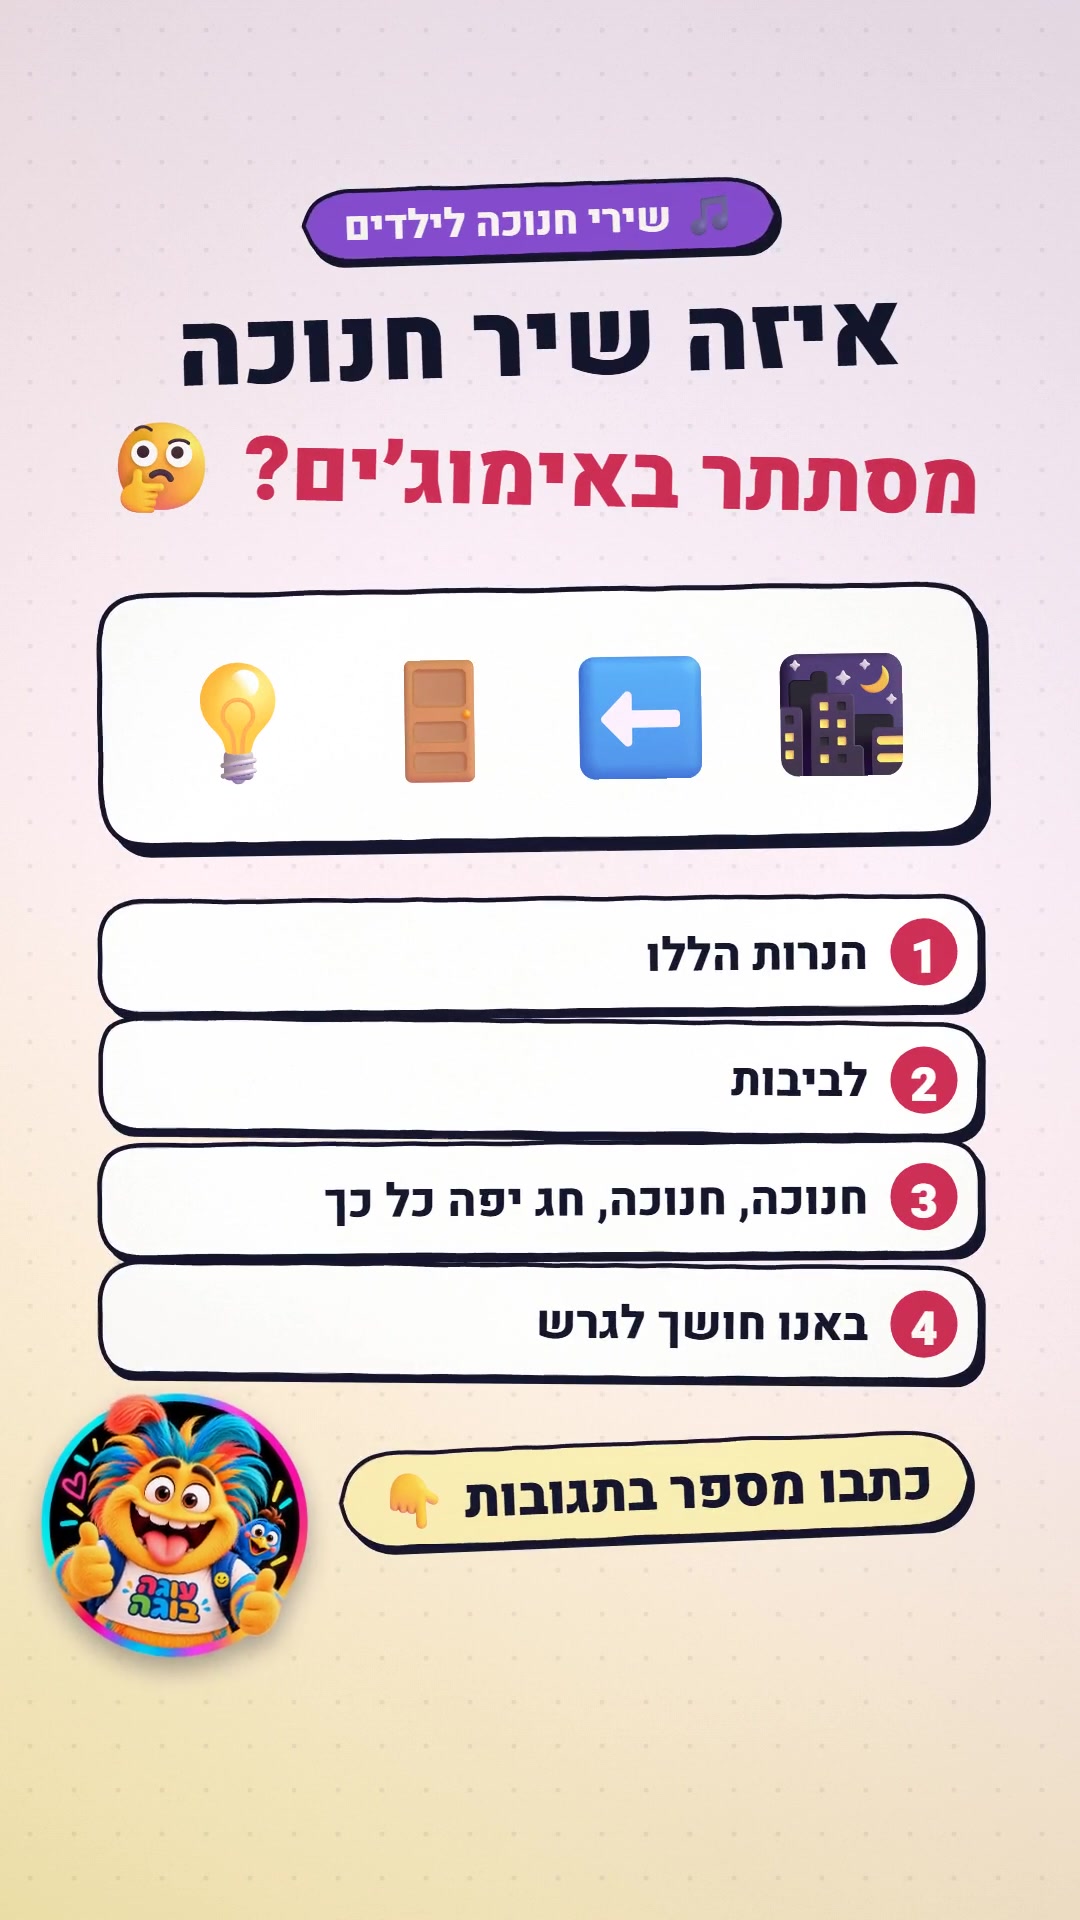 שירי חנוכה לילדים
איזה שיר חנוכה
מסתתר באימוג'ים?
1 הנרות הללו
2 לביבות
3 חנוכה, חנוכה, חג יפה כל כך
4 באנו חושך לגרש
כתבו מספר בתגובות
עוגה
בוגה